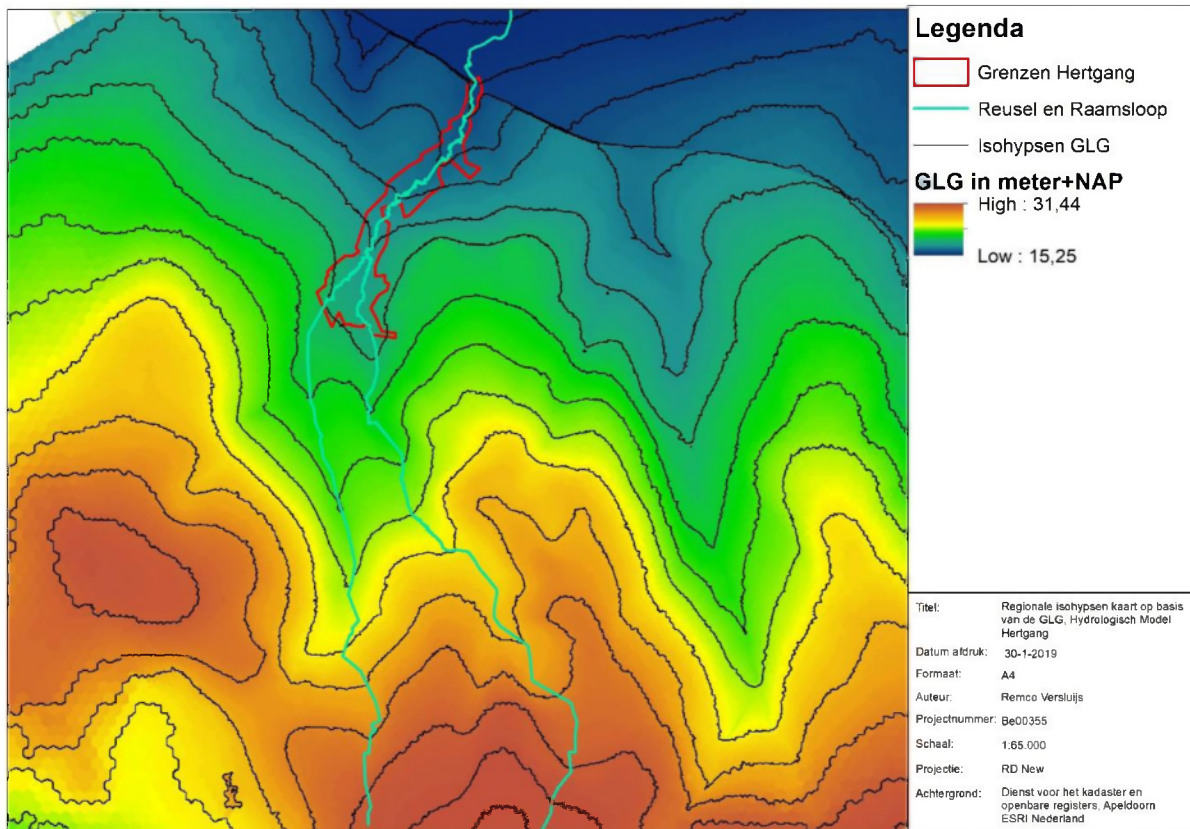 Legenda
Grenzen Hertgang
Reusel en Raamsloop
Isohypsen GLG
GLG in meter+NAP
High : 31,44
Low : 15,25
Titel: Regionale isohypsen kaart op basis
van de GLG, Hydrologisch Model
Hertgang
Datum afdruk: 30-1-2019
Formaat: A4
Auteur: Remco Versluijs
Projectnummer: Be00355
Schaal: 1:65.000
Projectie: RD New
Achtergrond: Dienst voor het kadaster en
openbare registers, Apeldoorn
ESRI Nederland